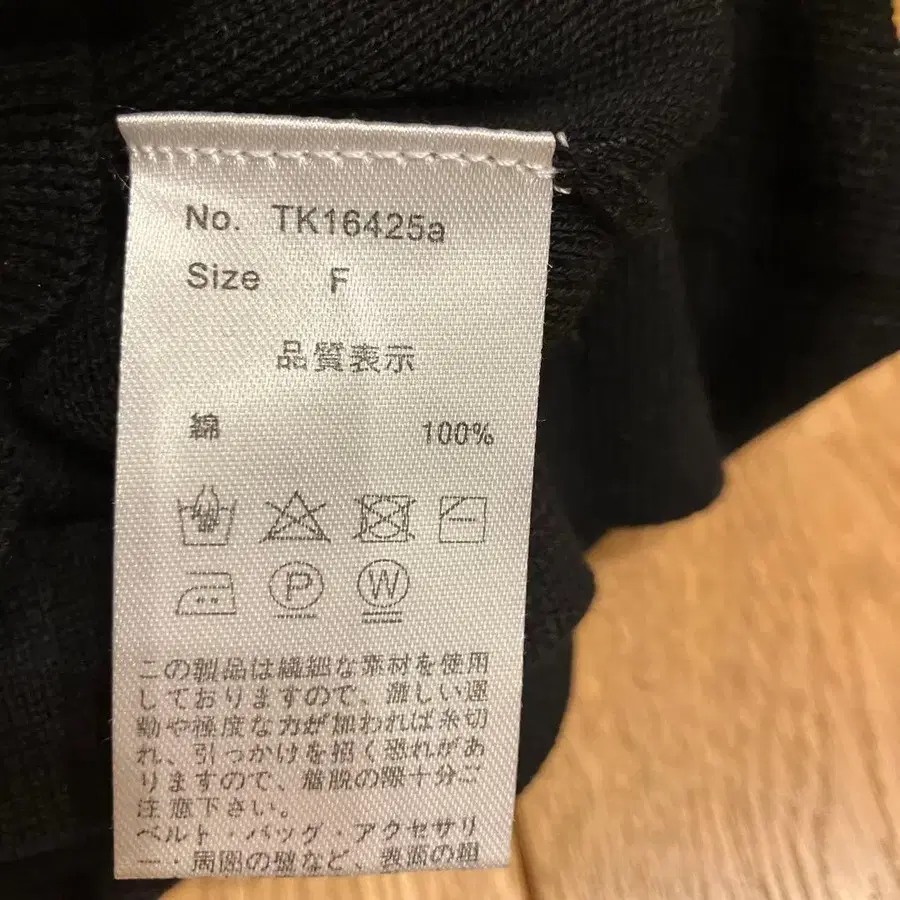 No. TK16425a
Size F
品質表示
綿 100%
P W
この製品は繊細な素材を使用
しておりますので、激しい運
動や極度な力が加われば糸切
れ、引っかけを招く恐れがあ
りますので、着脱の際十分ご
注意下さい。
ベルト・バッグ・アクセサリ
ー・周囲の壁など、表面の粗